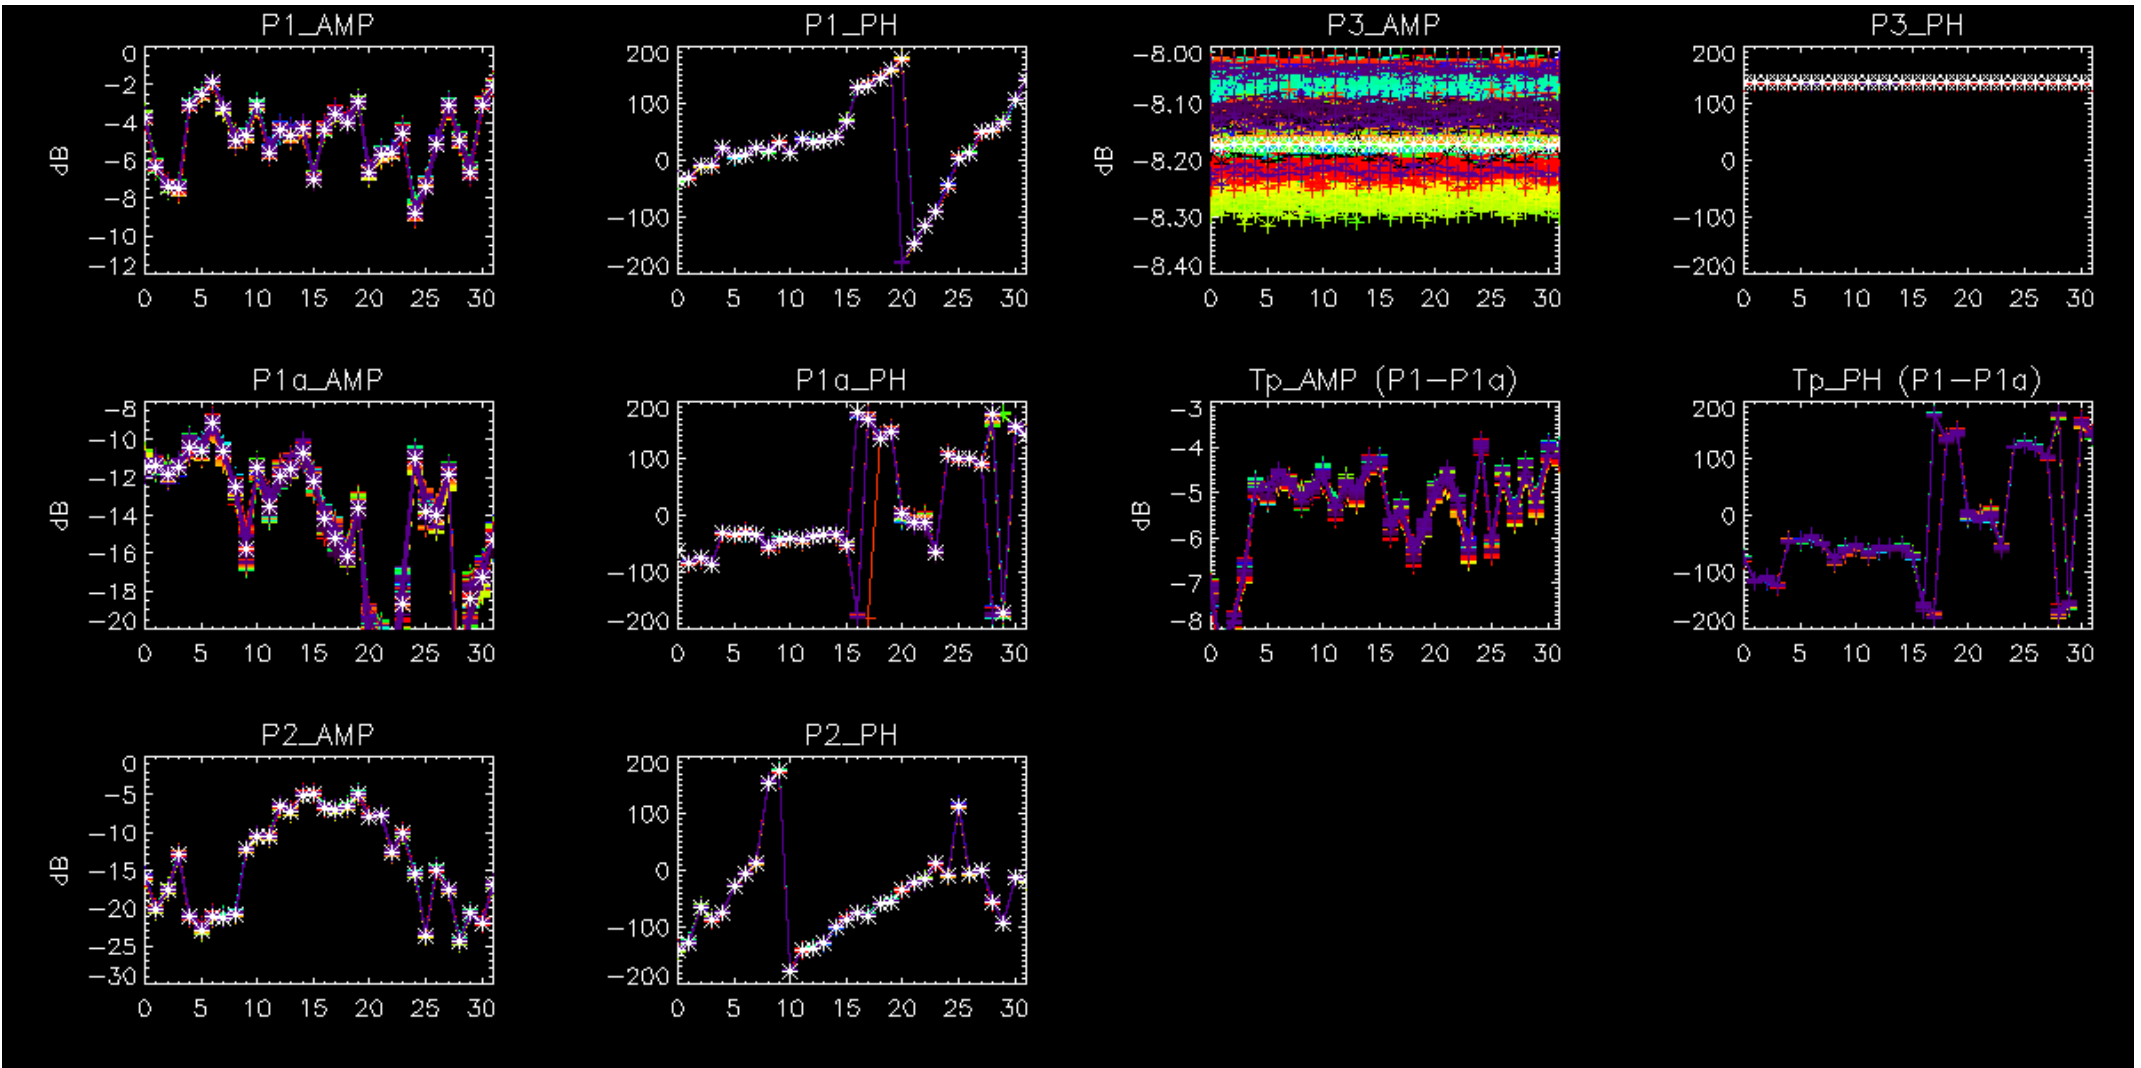 P1_AMP
0
−2
−4
−6
−8
−10
−12
dB
0 5 10 15 20 25 30
P1_PH
200
100
0
−100
−200
0 5 10 15 20 25 30
P3_AMP
−8.00
−8.10
−8.20
−8.30
−8.40
dB
0 5 10 15 20 25 30
P3_PH
200
100
0
−100
−200
0 5 10 15 20 25 30
P1a_AMP
−8
−10
−12
−14
−16
−18
−20
dB
0 5 10 15 20 25 30
P1a_PH
200
100
0
−100
−200
0 5 10 15 20 25 30
Tp_AMP (P1−P1a)
−3
−4
−5
−6
−7
−8
dB
0 5 10 15 20 25 30
Tp_PH (P1−P1a)
200
100
0
−100
−200
0 5 10 15 20 25 30
P2_AMP
0
−5
−10
−15
−20
−25
−30
dB
0 5 10 15 20 25 30
P2_PH
200
100
0
−100
−200
0 5 10 15 20 25 30